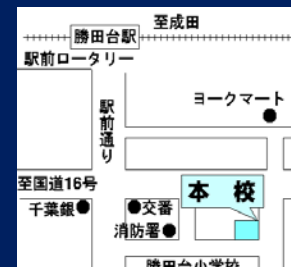 至成田
勝田台駅
駅前ロータリー
駅前通り
ヨークマート
至国道16号
千葉銀
交番
消防署
本 校
勝田台小学校